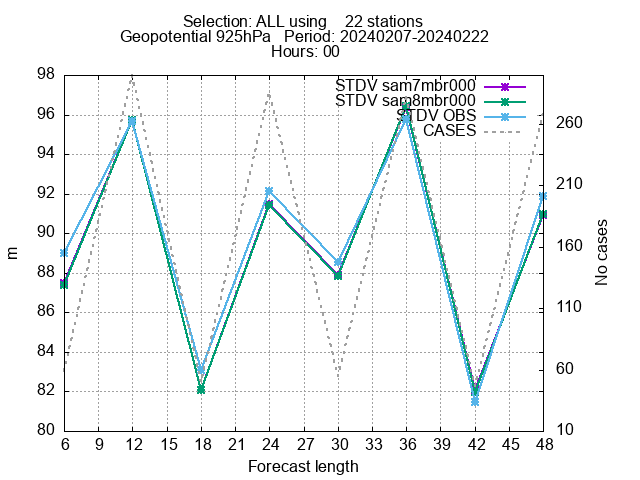 Selection: ALL using    22 stations
Geopotential 925hPa   Period: 20240207-20240222
Hours: 00
STDV sam7mbr000
STDV sam8mbr000
STDV OBS
CASES
98
96
94
92
90
88
86
84
82
80
260
210
160
110
60
10
m
No cases
6 9 12 15 18 21 24 27 30 33 36 39 42 45 48
Forecast length